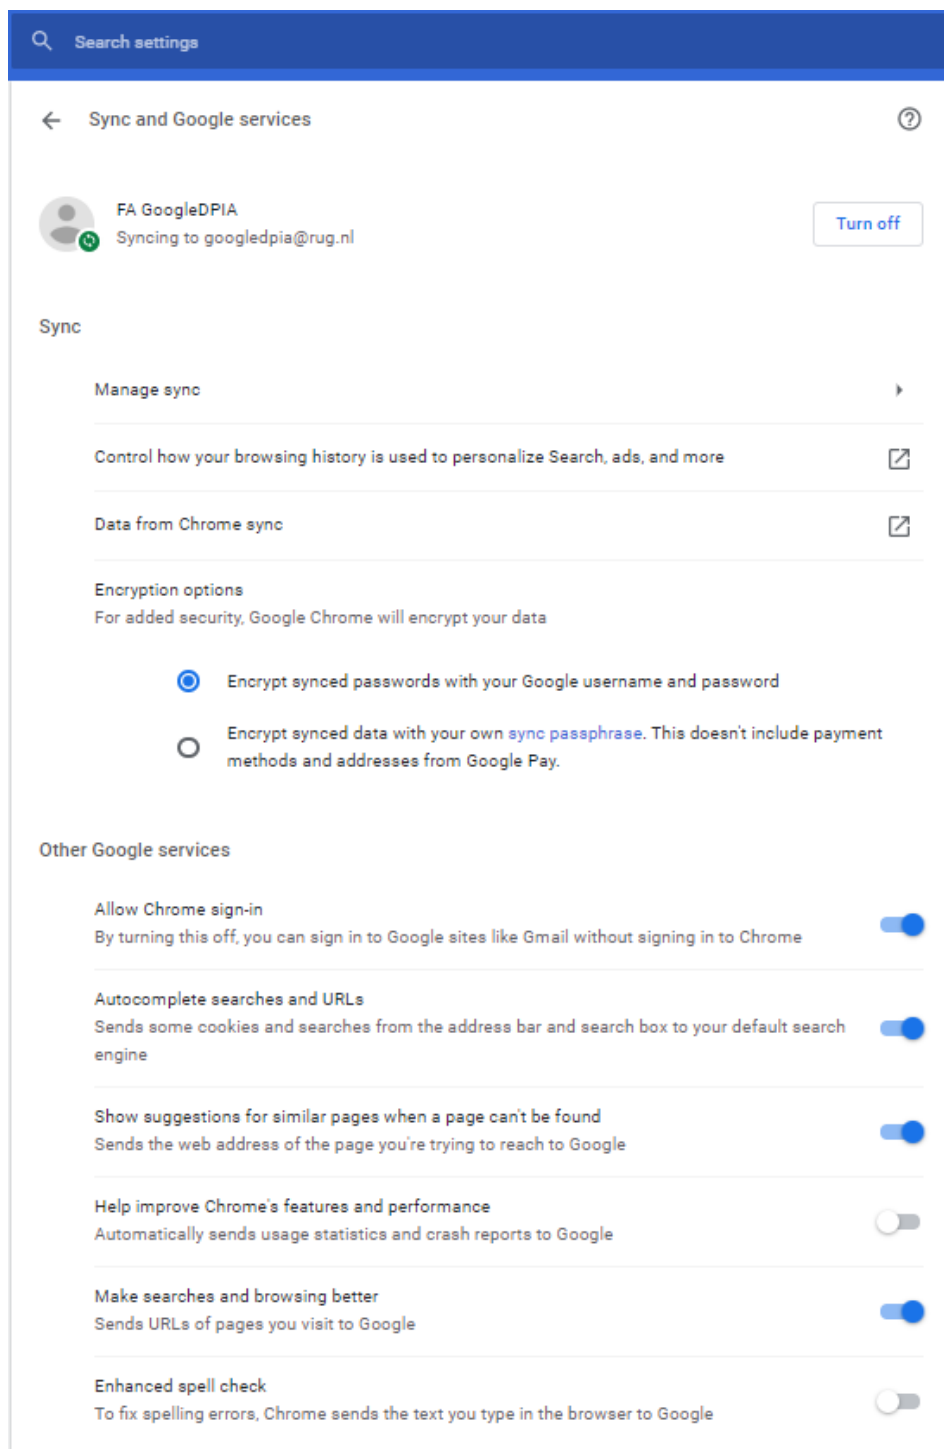 Search settings
Sync and Google services
FA GoogleDPIA
Syncing to googledpia@rug.nl
Turn off
Sync
Manage sync
Control how your browsing history is used to personalize Search, ads, and more
Data from Chrome sync
Encryption options
For added security, Google Chrome will encrypt your data
Encrypt synced passwords with your Google username and password
Encrypt synced data with your own sync passphrase. This doesn't include payment
methods and addresses from Google Pay.
Other Google services
Allow Chrome sign-in
By turning this off, you can sign in to Google sites like Gmail without signing in to Chrome
Autocomplete searches and URLs
Sends some cookies and searches from the address bar and search box to your default search
engine
Show suggestions for similar pages when a page can't be found
Sends the web address of the page you're trying to reach to Google
Help improve Chrome's features and performance
Automatically sends usage statistics and crash reports to Google
Make searches and browsing better
Sends URLs of pages you visit to Google
Enhanced spell check
To fix spelling errors, Chrome sends the text you type in the browser to Google